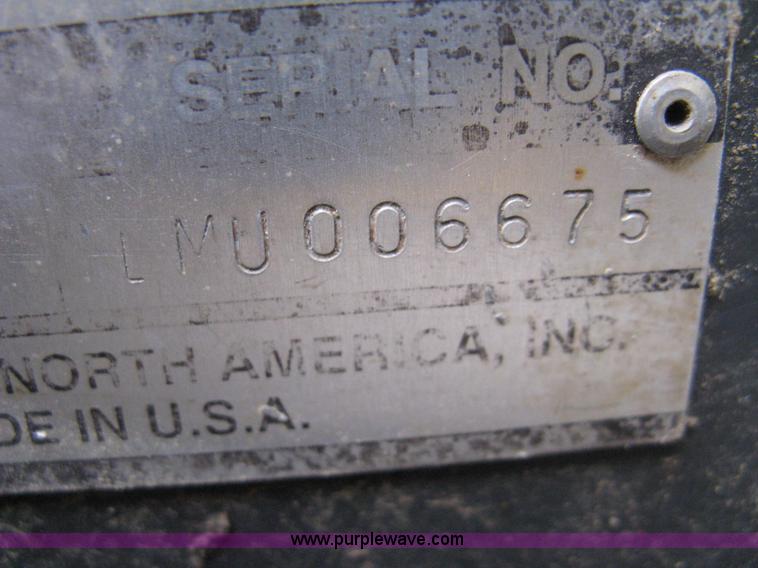 SERIAL NO.
LMU006675
NORTH AMERICA, INC.
DE IN U.S.A.
www.purplewave.com